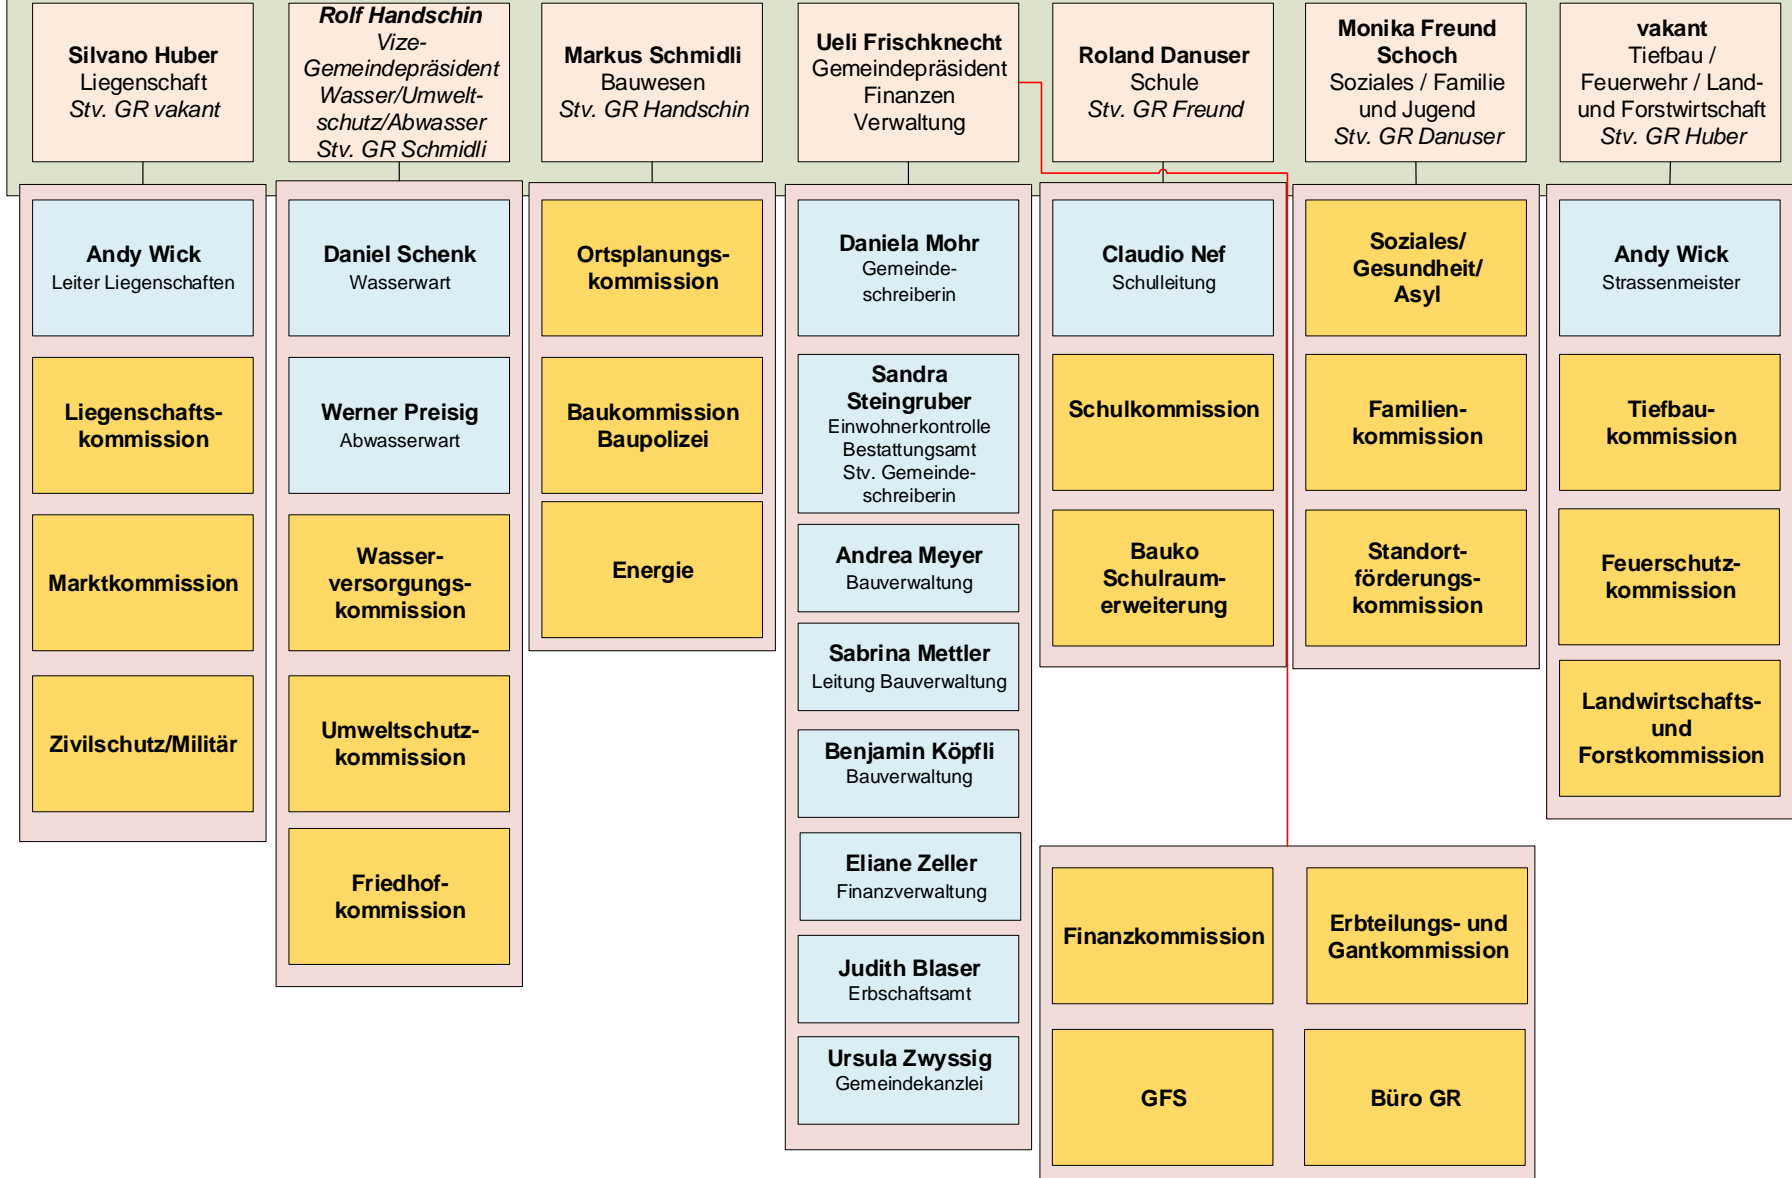 Silvano Huber
Liegenschaft
Stv. GR vakant
Rolf Handschin
Vize-
Gemeindepräsident
Wasser/Umwelt-
schutz/Abwasser
Stv. GR Schmidli
Markus Schmidli
Bauwesen
Stv. GR Handschin
Ueli Frischknecht
Gemeindepräsident
Finanzen
Verwaltung
Roland Danuser
Schule
Stv. GR Freund
Monika Freund
Schoch
Soziales / Familie
und Jugend
Stv. GR Danuser
vakant
Tiefbau /
Feuerwehr / Land-
und Forstwirtschaft
Stv. GR Huber
Andy Wick
Leiter Liegenschaften
Liegenschafts-
kommission
Marktkommission
Zivilschutz/Militär
Daniel Schenk
Wasserwart
Werner Preisig
Abwasserwart
Wasser-
versorgungs-
kommission
Umweltschutz-
kommission
Friedhof-
kommission
Ortsplanungs-
kommission
Baukommission
Baupolizei
Energie
Daniela Mohr
Gemeinde-
schreiberin
Sandra
Steingruber
Einwohnerkontrolle
Bestattungsamt
Stv. Gemeinde-
schreiberin
Andrea Meyer
Bauverwaltung
Sabrina Mettler
Leitung Bauverwaltung
Benjamin Köpfli
Bauverwaltung
Eliane Zeller
Finanzverwaltung
Judith Blaser
Erbschaftsamt
Ursula Zwyssig
Gemeindekanzlei
Claudio Nef
Schulleitung
Schulkommission
Bauko
Schulraum-
erweiterung
Soziales/
Gesundheit/
Asyl
Familien-
kommission
Standort-
förderungs-
kommission
Andy Wick
Strassenmeister
Tiefbau-
kommission
Feuerschutz-
kommission
Landwirtschafts-
und
Forstkommission
Finanzkommission
Erbteilungs- und
Gantkommission
GFS
Büro GR